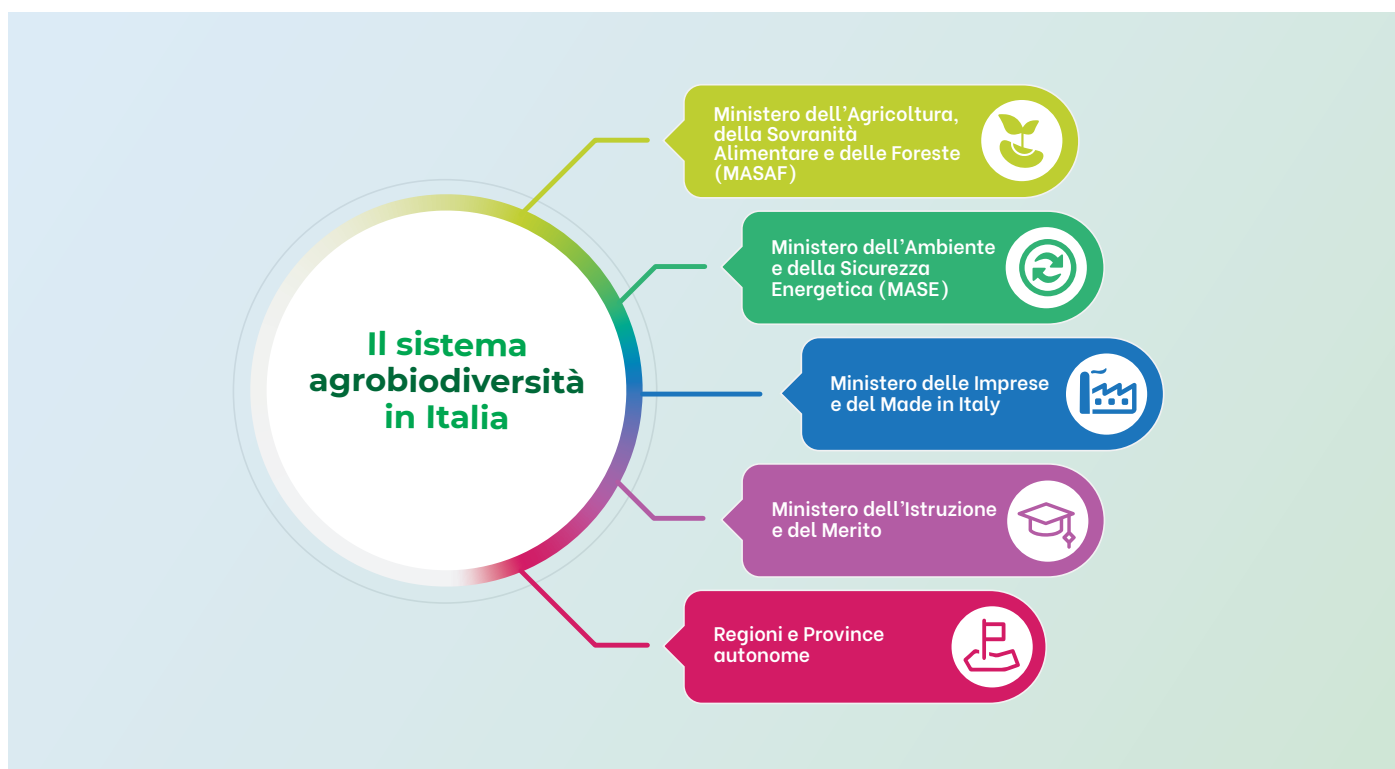 Il sistema
agrobiodiversità
in Italia
Ministero dell'Agricoltura,
della Sovranità
Alimentare e delle Foreste
(MASAF)
Ministero dell'Ambiente
e della Sicurezza
Energetica (MASE)
Ministero delle Imprese
e del Made in Italy
Ministero dell'Istruzione
e del Merito
Regioni e Province
autonome